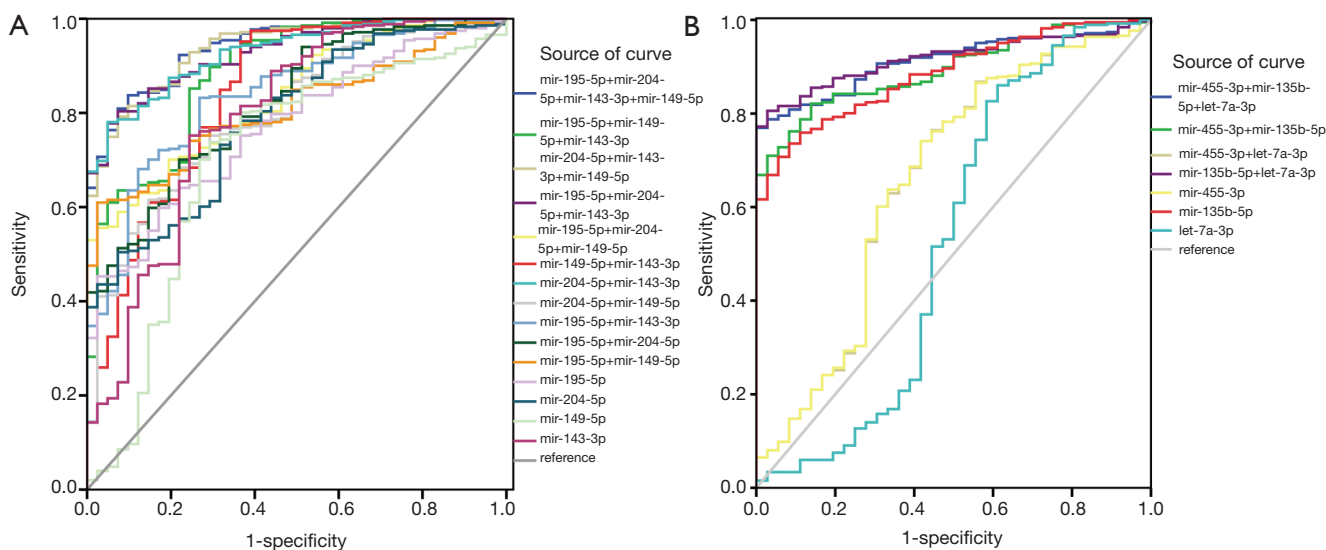 A
1.0
0.8
0.6
0.4
0.2
0.0
Sensitivity
0.0
0.2
0.4
0.6
0.8
1.0
1-specificity
Source of curve
mir-195-5p+mir-204-
5p+mir-143-3p+mir-149-5p
mir-195-5p+mir-149-
5p+mir-143-3p
mir-204-5p+mir-143-
3p+mir-149-5p
mir-195-5p+mir-204-
5p+mir-143-3p
mir-195-5p+mir-204-
5p+mir-149-5p
mir-149-5p+mir-143-3p
mir-204-5p+mir-143-3p
mir-204-5p+mir-149-5p
mir-195-5p+mir-143-3p
mir-195-5p+mir-204-5p
mir-195-5p+mir-149-5p
mir-195-5p
mir-204-5p
mir-149-5p
mir-143-3p
reference
B
1.0
0.8
0.6
0.4
0.2
0.0
Sensitivity
0.0
0.2
0.4
0.6
0.8
1.0
1-specificity
Source of curve
mir-455-3p+mir-135b-
5p+let-7a-3p
mir-455-3p+mir-135b-5p
mir-455-3p+let-7a-3p
mir-135b-5p+let-7a-3p
mir-455-3p
mir-135b-5p
let-7a-3p
reference